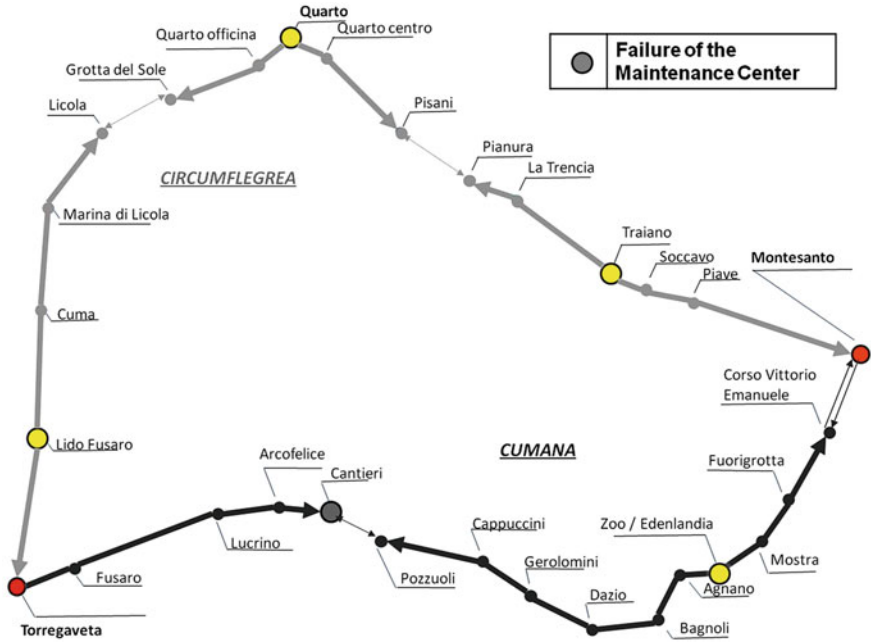 Quarto
Quarto officina
Quarto centro
Failure of the
Maintenance Center
Grotta del Sole
Licola
Pisani
Pianura
La Trencia
CIRCUMFLEGREA
Marina di Licola
Traiano
Soccavo
Montesanto
Piave
Cuma
Corso Vittorio
Emanuele
Lido Fusaro
CUMANA
Arcofelice
Cantieri
Fuorigrotta
Zoo / Edenlandia
Cappuccini
Lucrino
Gerolomini
Mostra
Fusaro
Pozzuoli
Agnano
Dazio
Bagnoli
Torregaveta